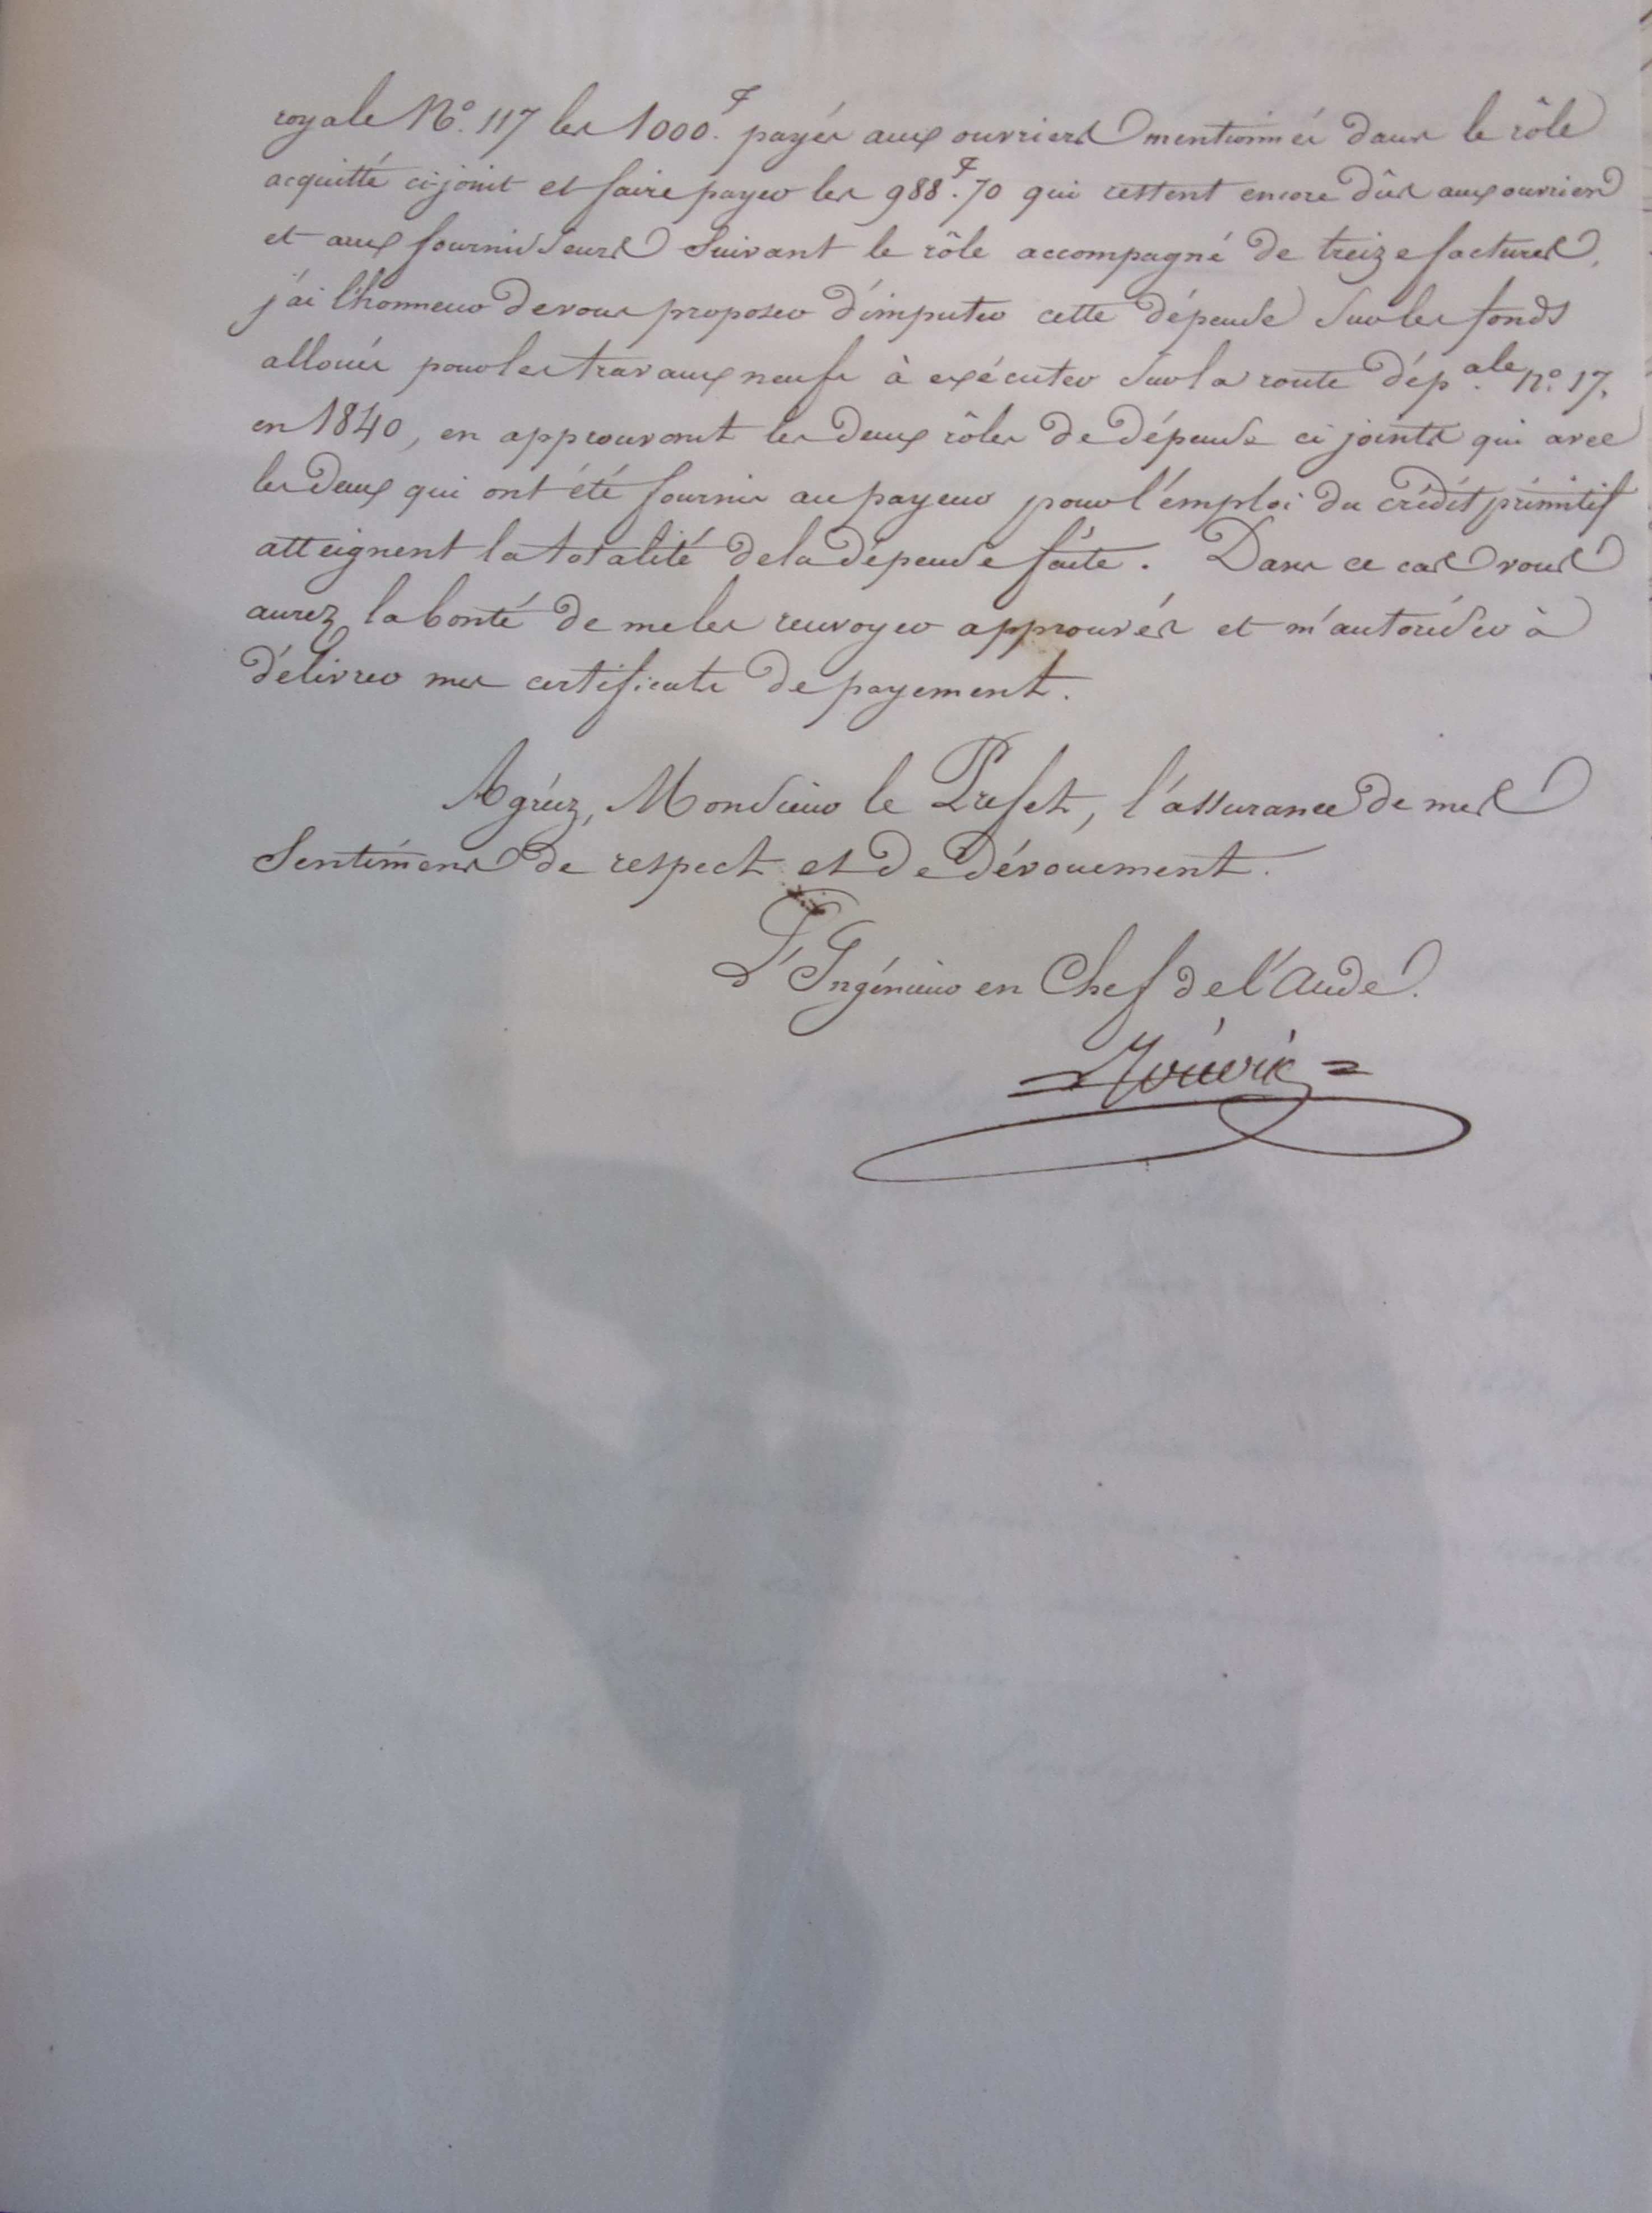 royale N.° 117 les 1000.f payés aux ouvriers mentionnés dans le rôle
acquitté ci-joint et faire payer les 988.f70 qui restent encore dûs aux ouvriers
et aux fournisseurs suivant le rôle accompagné de treize factures,
j'ai l'honneur de vous proposer d'imputer cette dépense sur les fonds
alloués pour les travaux neufs à exécuter sur la route dép.ale n.° 17,
en 1840, en approuvant les deux rôles de dépense ci joints qui avec
les deux qui ont été fournis au payeur pour l'emploi du crédit primitif
atteignent la totalité de la dépense faite. Dans ce cas vous
aurez la bonté de me les renvoyer approuvés et m'autoriser à
délivrer mes certificats de payement.
Agréez, Monsieur le Préfet, l'assurance de mes
sentimens de respect et de dévouement.
L'Ingénieur en Chef de l'Aude.